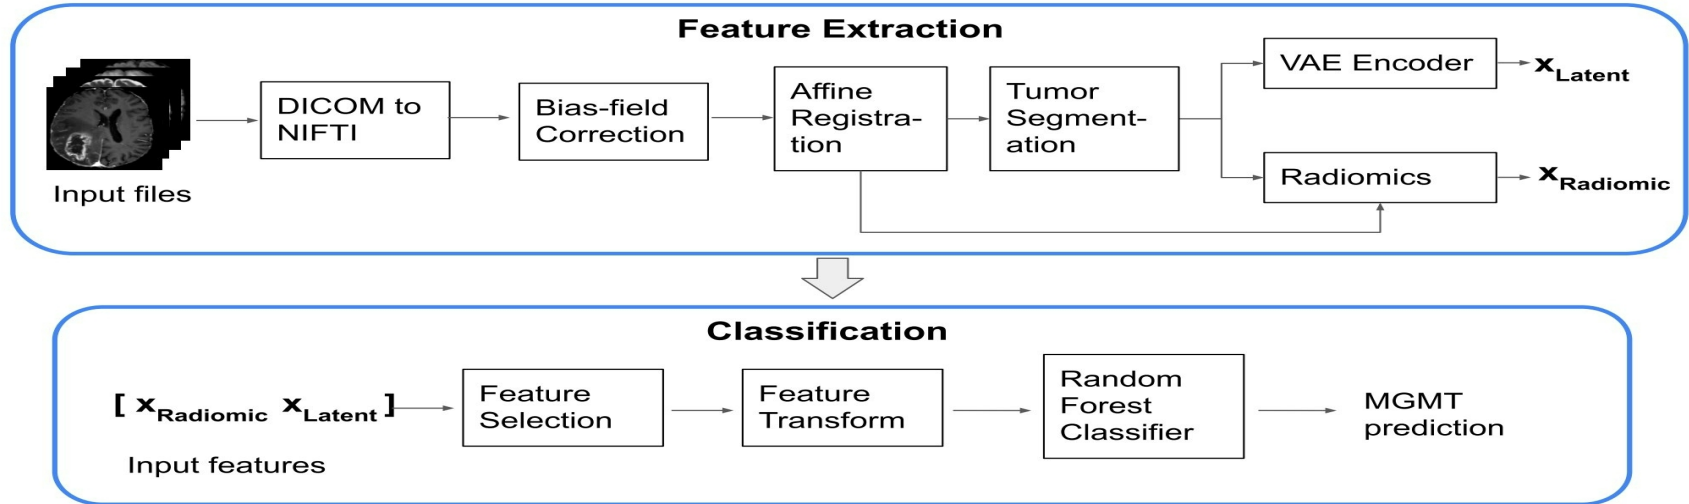 Feature Extraction
Input files
DICOM to
NIFTI
Bias-field
Correction
Affine
Registra-
tion
Tumor
Segment-
ation
VAE Encoder
xLatent
Radiomics
xRadiomic
Classification
[ xRadiomic xLatent ]
Input features
Feature
Selection
Feature
Transform
Random
Forest
Classifier
MGMT
prediction